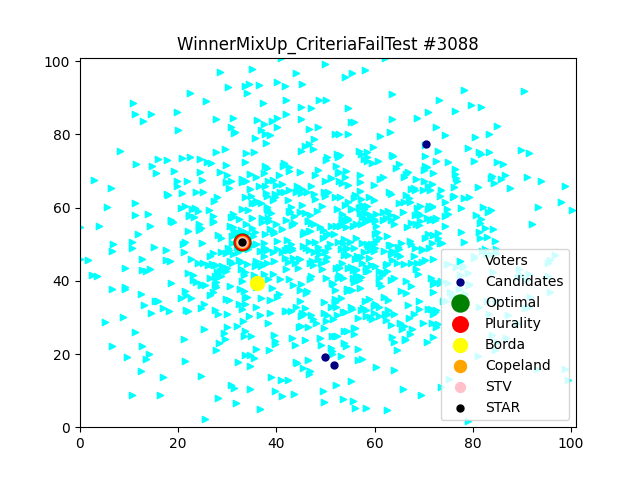 WinnerMixUp_CriteriaFailTest #3088
100
80
60
40
20
0
0
20
40
60
80
100
Voters
Candidates
Optimal
Plurality
Borda
Copeland
STV
STAR